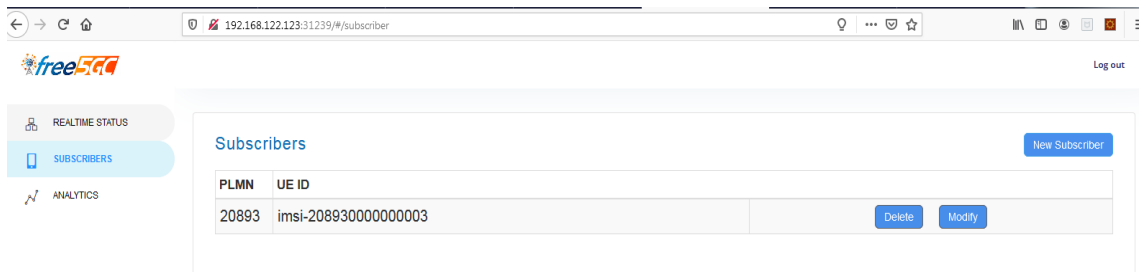 192.168.122.123:31239/#/subscriber
free5GC
Log out
REALTIME STATUS
SUBSCRIBERS
ANALYTICS
Subscribers
New Subscriber
PLMN UE ID
20893 imsi-208930000000003 Delete Modify